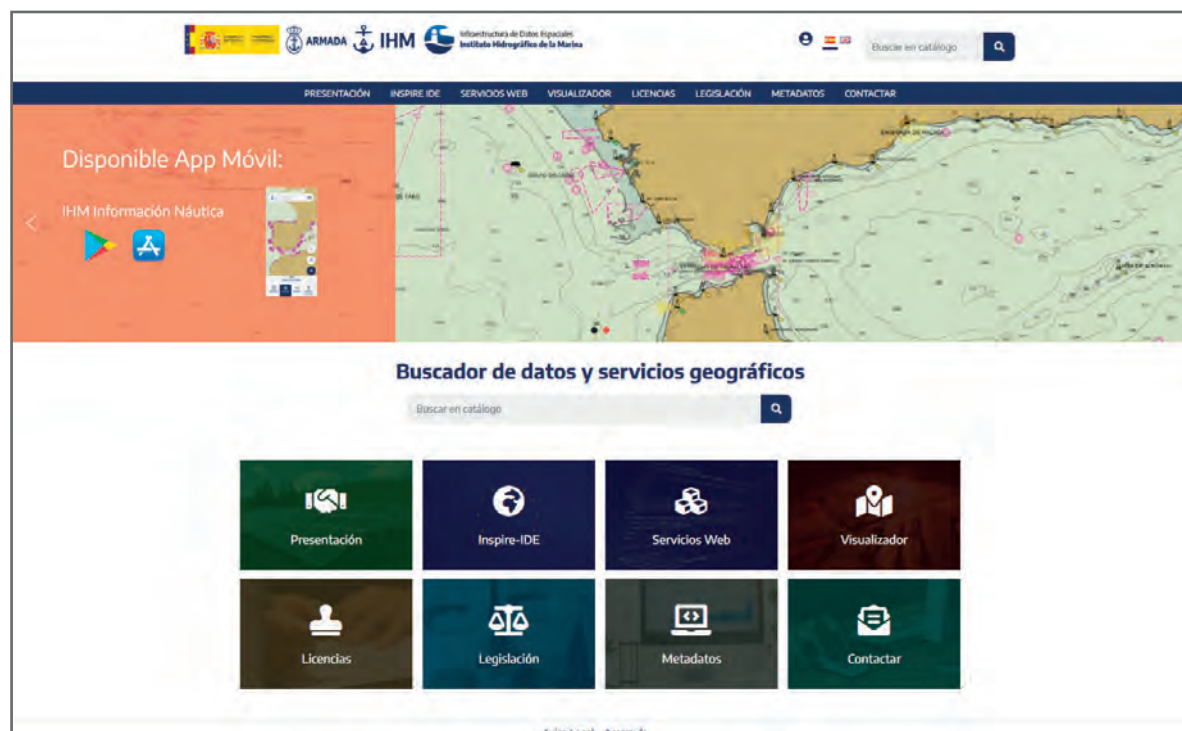 ARMADA
IHM
Infraestructura de Datos Espaciales
Instituto Hidrográfico de la Marina
Buscar en catálogo
PRESENTACIÓN INSPIRE IDE SERVICIOS WEB VISUALIZADOR LICENCIAS LEGISLACIÓN METADATOS CONTACTAR
Disponible App Móvil:
IHM Información Náutica
Buscador de datos y servicios geográficos
Buscar en catálogo
Presentación
Inspire-IDE
Servicios Web
Visualizador
Licencias
Legislación
Metadatos
Contactar